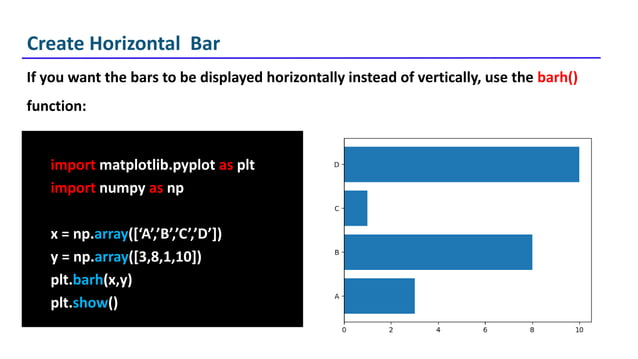 Create Horizontal  Bar
If you want the bars to be displayed horizontally instead of vertically, use the barh()
function:
import matplotlib.pyplot as plt
import numpy as np
x = np.array([‘A’,’B’,’C’,’D’])
y = np.array([3,8,1,10])
plt.barh(x,y)
plt.show()
D
C
B
A
0 2 4 6 8 10